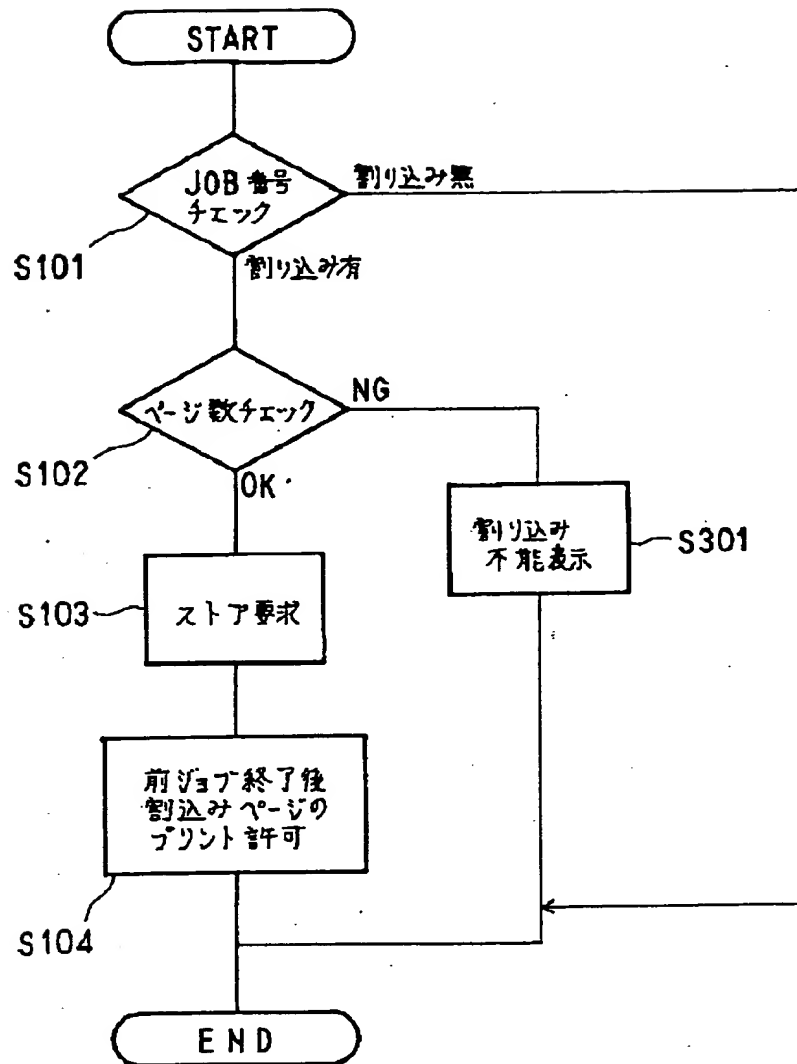 START
JOB番号
チェック
割り込み無
S101
割り込み有
ページ数チェック
NG
S102
OK
割り込み
不能表示
S301
S103
ストア要求
前ジョブ終了後
割込みページの
プリント許可
S104
END